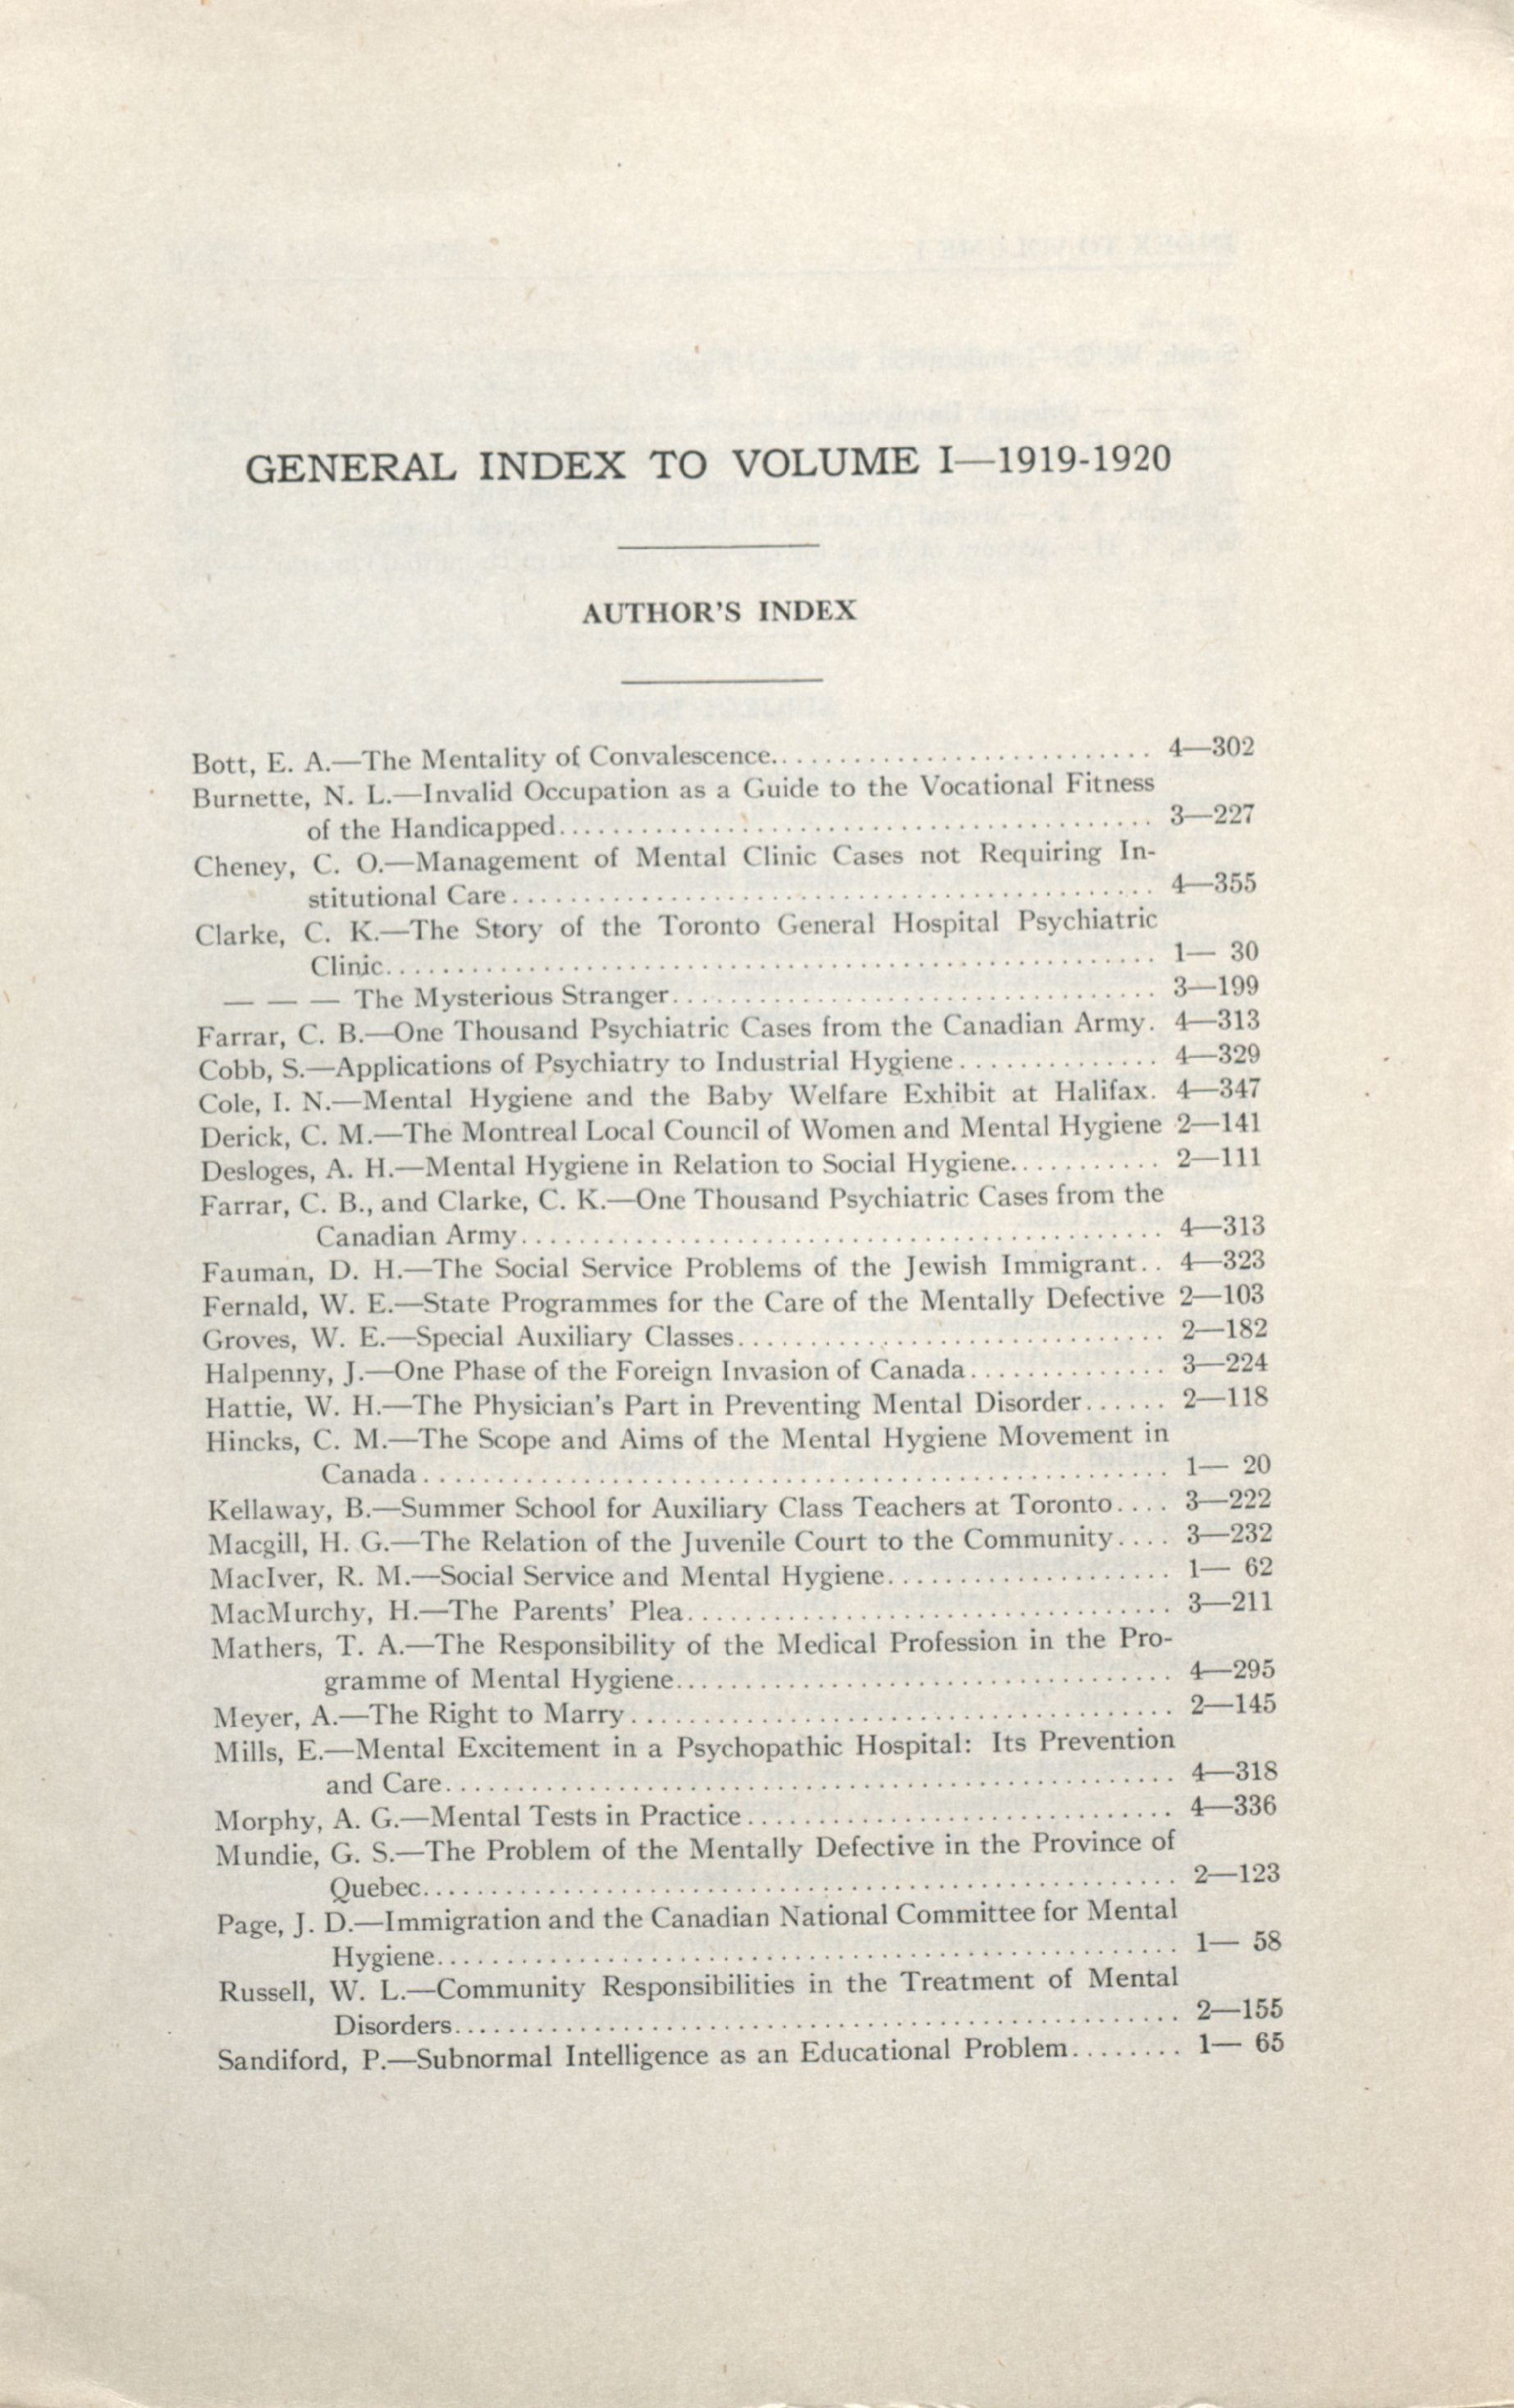 GENERAL INDEX TO VOLUME I—1919-1920
AUTHOR'S INDEX
Bott, E. A.—The Mentality of Convalescence........................... 4—302
Burnette, N. L.—Invalid Occupation as a Guide to the Vocational Fitness
of the Handicapped.......................................... 3—227
Cheney, C. O.—Management of Mental Clinic Cases not Requiring In-
stitutional Care............................................. 4—355
Clarke, C. K.—The Story of the Toronto General Hospital Psychiatric
Clinic...................................................... 1— 30
— — — The Mysterious Stranger.................................. 3—199
Farrar, C. B.—One Thousand Psychiatric Cases from the Canadian Army. 4—313
Cobb, S.—Applications of Psychiatry to Industrial Hygiene.............. 4—329
Cole, I. N.—Mental Hygiene and the Baby Welfare Exhibit at Halifax. 4—347
Derick, C. M.—The Montreal Local Council of Women and Mental Hygiene 2—141
Desloges, A. H.—Mental Hygiene in Relation to Social Hygiene........... 2—111
Farrar, C. B., and Clarke, C. K.—One Thousand Psychiatric Cases from the
Canadian Army............................................. 4—313
Fauman, D. H.—The Social Service Problems of the Jewish Immigrant.. 4—323
Fernald, W. E.—State Programmes for the Care of the Mentally Defective 2—103
Groves, W. E.—Special Auxiliary Classes.............................. 2—182
Halpenny, J.—One Phase of the Foreign Invasion of Canada.............. 3—224
Hattie, W. H.—The Physician's Part in Preventing Mental Disorder...... 2—118
Hincks, C. M.—The Scope and Aims of the Mental Hygiene Movement in
Canada..................................................... 1— 20
Kellaway, B.—Summer School for Auxiliary Class Teachers at Toronto.... 3—222
Macgill, H. G.—The Relation of the Juvenile Court to the Community.... 3—232
MacIver, R. M.—Social Service and Mental Hygiene.................... 1— 62
MacMurchy, H.—The Parents' Plea.................................. 3—211
Mathers, T. A.—The Responsibility of the Medical Profession in the Pro-
gramme of Mental Hygiene................................... 4—295
Meyer, A.—The Right to Marry...................................... 2—145
Mills, E.—Mental Excitement in a Psychopathic Hospital: Its Prevention
and Care................................................... 4—318
Morphy, A. G.—Mental Tests in Practice.............................. 4—336
Mundie, G. S.—The Problem of the Mentally Defective in the Province of
Quebec..................................................... 2—123
Page, J. D.—Immigration and the Canadian National Committee for Mental
Hygiene.................................................... 1— 58
Russell, W. L.—Community Responsibilities in the Treatment of Mental
Disorders................................................... 2—155
Sandiford, P.—Subnormal Intelligence as an Educational Problem........ 1— 65